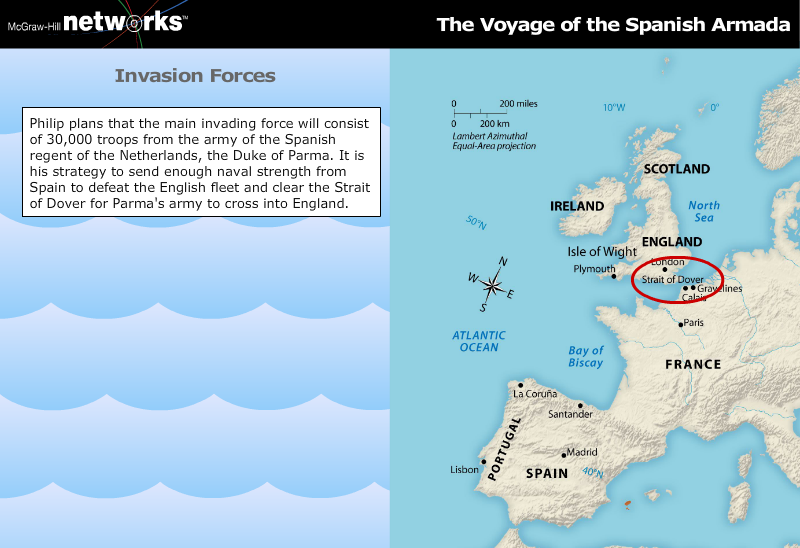 McGraw-Hill networks™
The Voyage of the Spanish Armada
Invasion Forces
Philip plans that the main invading force will consist
of 30,000 troops from the army of the Spanish
regent of the Netherlands, the Duke of Parma. It is
his strategy to send enough naval strength from
Spain to defeat the English fleet and clear the Strait
of Dover for Parma's army to cross into England.
0 200 miles
0 200 km
Lambert Azimuthal
Equal-Area projection
10°W
0°
SCOTLAND
IRELAND
North
Sea
50°N
ENGLAND
Isle of Wight
London
Plymouth
Strait of Dover
Gravelines
Calais
N
W
E
S
Paris
ATLANTIC
OCEAN
Bay of
Biscay
FRANCE
La Coruña
Santander
PORTUGAL
Madrid
Lisbon
SPAIN
40°N